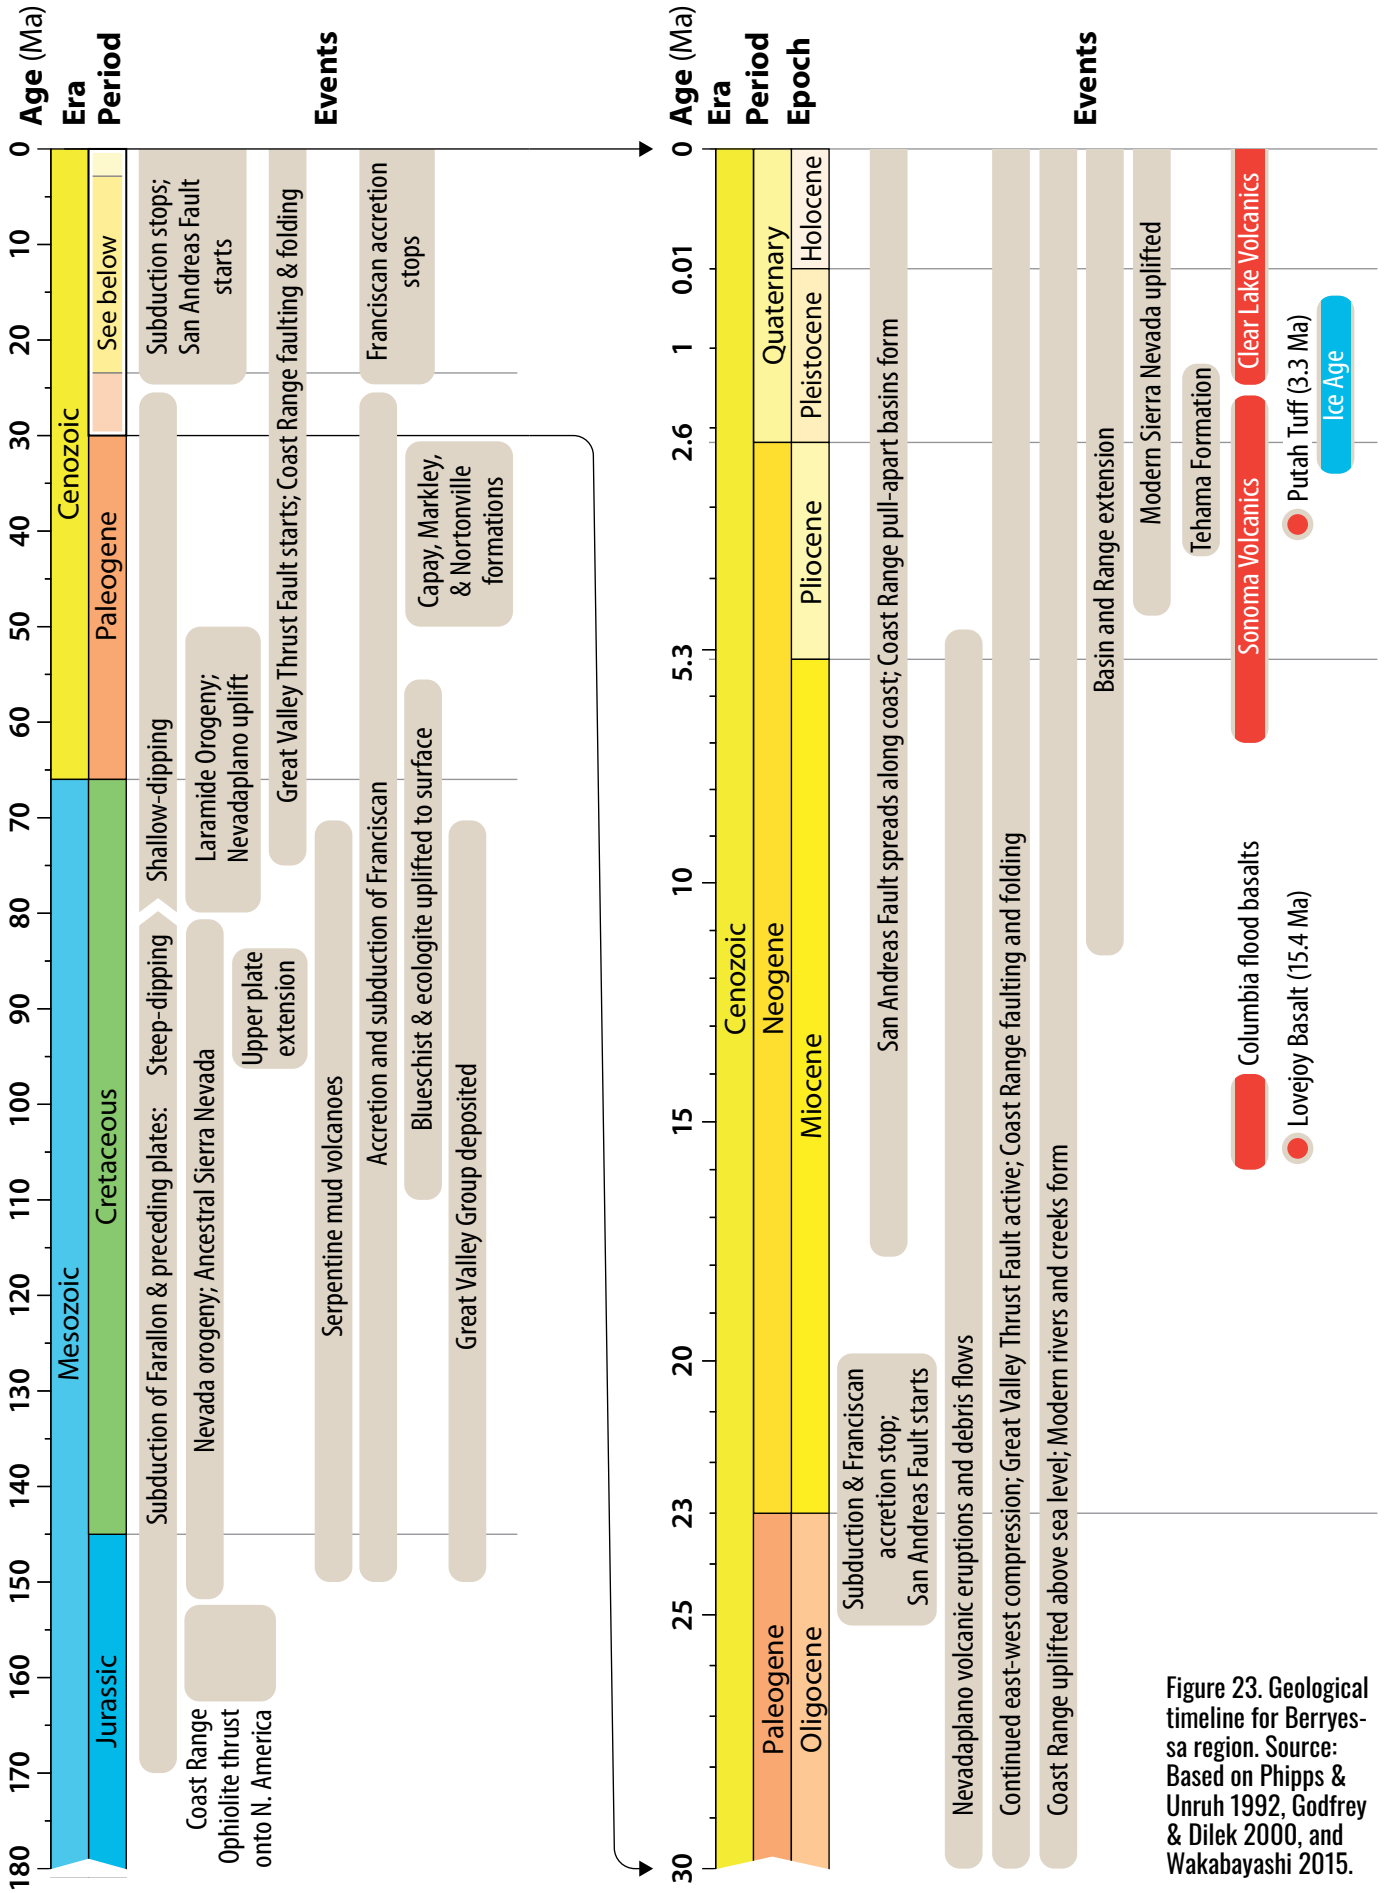 Age (Ma)
180 170 160 150 140 130 120 110 100 90 80 70 60 50 40 30 20 10 0
Era
Mesozoic
Cenozoic
Period
Jurassic
Cretaceous
Paleogene
See below
Events
Subduction of Farallon & preceding plates:
Steep-dipping
Shallow-dipping
Subduction stops;
San Andreas Fault
starts
Coast Range
Ophiolite thrust
onto N. America
Nevada orogeny; Ancestral Sierra Nevada
Laramide Orogeny;
Nevadaplano uplift
Upper plate
extension
Great Valley Thrust Fault starts; Coast Range faulting & folding
Serpentine mud volcanoes
Accretion and subduction of Franciscan
Franciscan accretion
stops
Blueschist & ecologite uplifted to surface
Capay, Markley,
& Nortonville
formations
Great Valley Group deposited
Age (Ma)
30 25 23 20 15 10 5.3 2.6 1 0.01 0
Era
Cenozoic
Period
Paleogene
Neogene
Quaternary
Epoch
Oligocene
Miocene
Pliocene
Pleistocene
Holocene
Events
Subduction & Franciscan
accretion stop;
San Andreas Fault starts
San Andreas Fault spreads along coast; Coast Range pull-apart basins form
Nevadaplano volcanic eruptions and debris flows
Continued east-west compression; Great Valley Thrust Fault active; Coast Range faulting and folding
Coast Range uplifted above sea level; Modern rivers and creeks form
Basin and Range extension
Modern Sierra Nevada uplifted
Tehama Formation
Columbia flood basalts
Sonoma Volcanics
Clear Lake Volcanics
Lovejoy Basalt (15.4 Ma)
Putah Tuff (3.3 Ma)
Ice Age
Figure 23. Geological
timeline for Berryes-
sa region. Source:
Based on Phipps &
Unruh 1992, Godfrey
& Dilek 2000, and
Wakabayashi 2015.